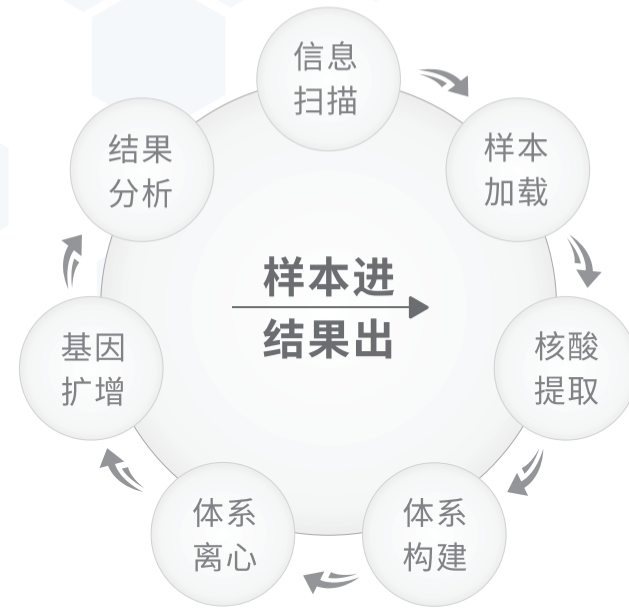 信息
扫描
样本
加载
核酸
提取
体系
构建
体系
离心
基因
扩增
结果
分析
样本进
结果出